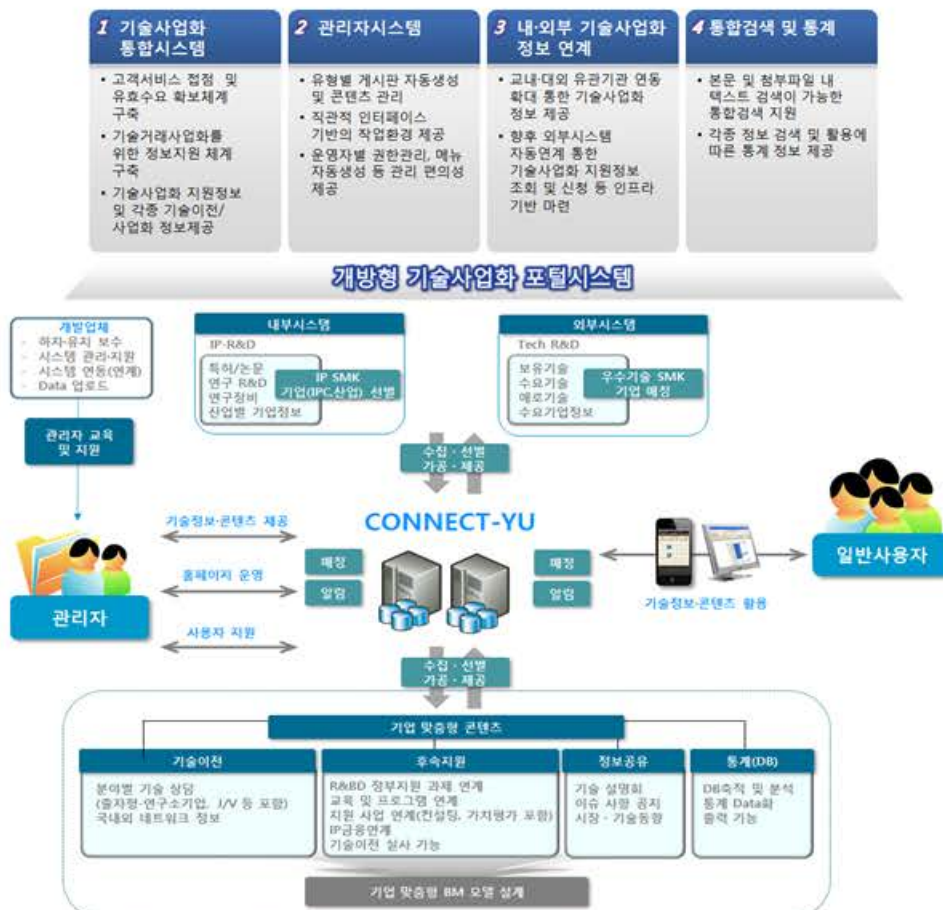 1 기술사업화
통합시스템
• 고객서비스 접점 및
유효수요 확보체계
구축
• 기술거래사업화를
위한 정보지원 체계
구축
• 기술사업화 지원정보
및 각종 기술이전/
사업화 정보제공
2 관리자시스템
• 유형별 게시판 자동생성
및 콘텐츠 관리
• 직관적 인터페이스
기반의 작업환경 제공
• 운영자별 권한관리, 메뉴
자동생성 등 관리 편의성
제공
3 내·외부 기술사업화
정보 연계
• 교내·대외 유관기관 연동
확대 통한 기술사업화
정보 제공
• 향후 외부시스템
자동연계 통한
기술사업화 지원정보
조회 및 신청 등 인프라
기반 마련
4 통합검색 및 통계
• 본문 및 첨부파일 내
텍스트 검색이 가능한
통합검색 지원
• 각종 정보 검색 및 활용에
따른 통계 정보 제공
개방형 기술사업화 포털시스템
개발업체
- 하자·유지 보수
- 시스템 관리·지원
- 시스템 연동(연계)
- Data 업로드
관리자 교육
및 지원
내부시스템
IP-R&D
특허/논문
연구 R&D
연구장비
산업별 기업정보
IP SMK
기업(IPC,산업) 선별
외부시스템
Tech R&D
보유기술
수요기술
애로기술
수요기업정보
우수기술 SMK
기업 매칭
수집·선별
가공·제공
CONNECT-YU
기술정보·콘텐츠 제공
홈페이지 운영
사용자 지원
관리자
매칭
알림
매칭
알림
기술정보·콘텐츠 활용
일반사용자
수집·선별
가공·제공
기업 맞춤형 콘텐츠
기술이전
분야별 기술 상담
(출자형·연구소기업, J/V 등 포함)
국내외 네트워크 정보
후속지원
R&BD 정부지원 과제 연계
교육 및 프로그램 연계
지원 사업 연계(컨설팅, 가치평가 포함)
IP금융연계
기술이전 실사 가능
정보공유
기술 설명회
이슈 사항 공지
시장·기술동향
통계(DB)
DB축적 및 분석
통계 Data화
출력 가능
기업 맞춤형 BM 모델 설계